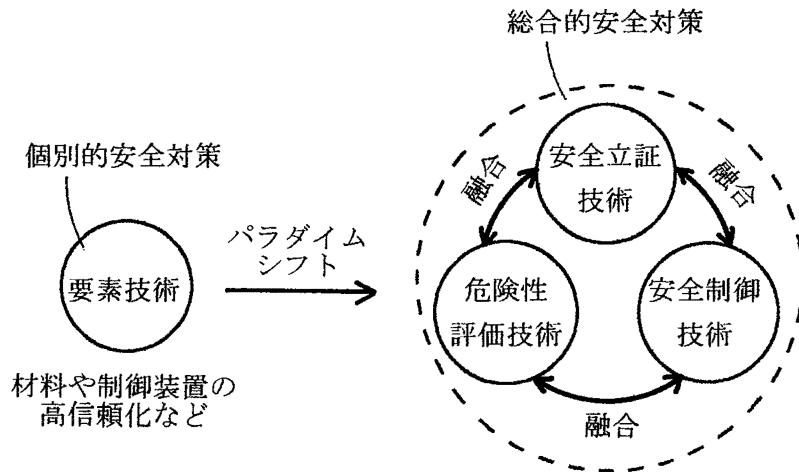 総合的安全対策
個別的安全対策
要素技術
材料や制御装置の
高信頼化など
パラダイム
シフト
安全立証
技術
融合
融合
危険性
評価技術
安全制御
技術
融合